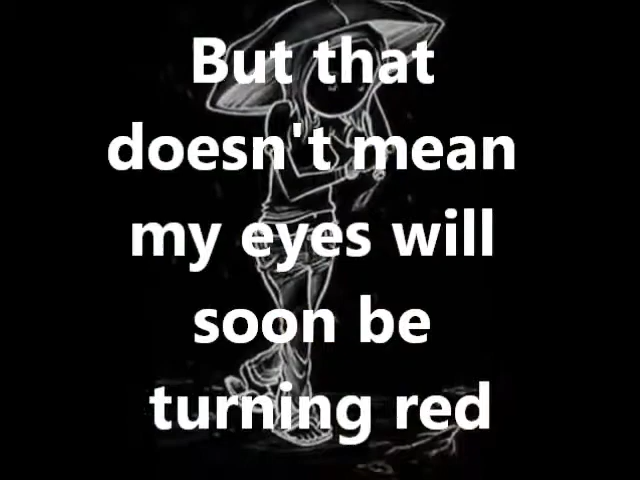 But that
doesn't mean
my eyes will
soon be
turning red